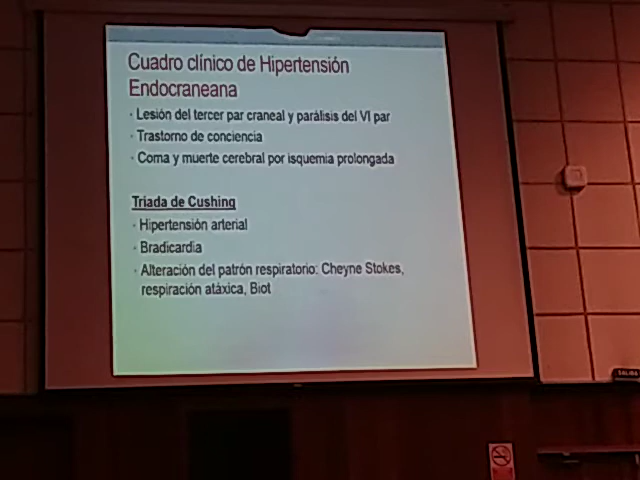 Cuadro clínico de Hipertensión
Endocraneana
· Lesión del tercer par craneal y parálisis del VI par
· Trastorno de conciencia
· Coma y muerte cerebral por isquemia prolongada
Triada de Cushing
· Hipertensión arterial
· Bradicardia
· Alteración del patrón respiratorio: Cheyne Stokes,
respiración atáxica, Biot
SALIDA